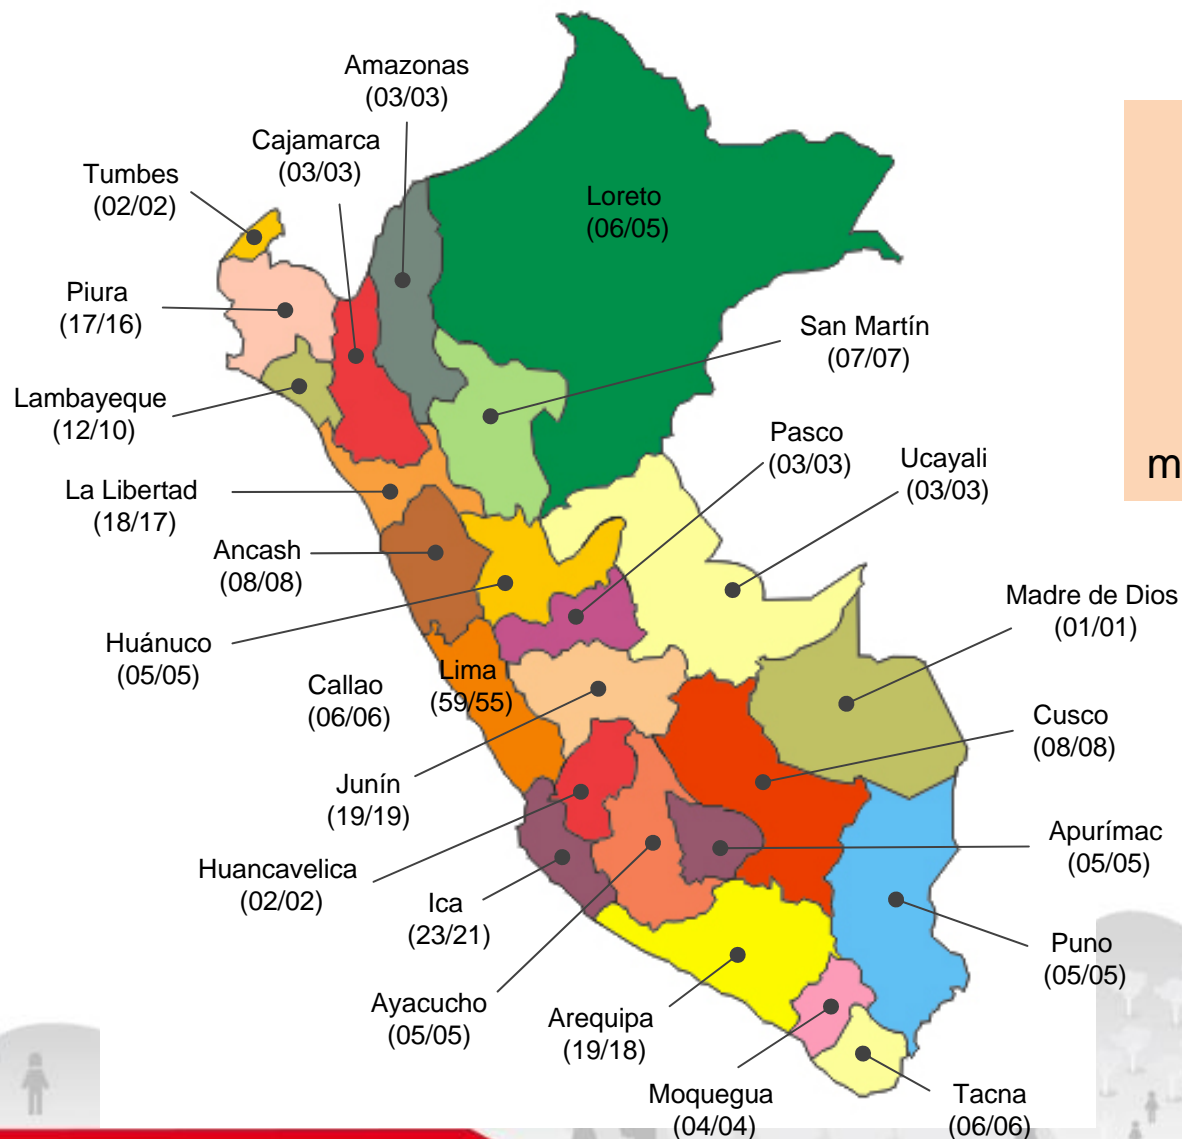 Amazonas
(03/03)
Cajamarca
(03/03)
Tumbes
(02/02)
Loreto
(06/05)
Piura
(17/16)
San Martín
(07/07)
Lambayeque
(12/10)
Pasco
(03/03)
Ucayali
(03/03)
m
La Libertad
(18/17)
Ancash
(08/08)
Madre de Dios
(01/01)
Huánuco
(05/05)
Lima
(59/55)
Callao
(06/06)
Cusco
(08/08)
Junín
(19/19)
Apurímac
(05/05)
Huancavelica
(02/02)
Ica
(23/21)
Puno
(05/05)
Ayacucho
(05/05)
Arequipa
(19/18)
Moquegua
(04/04)
Tacna
(06/06)